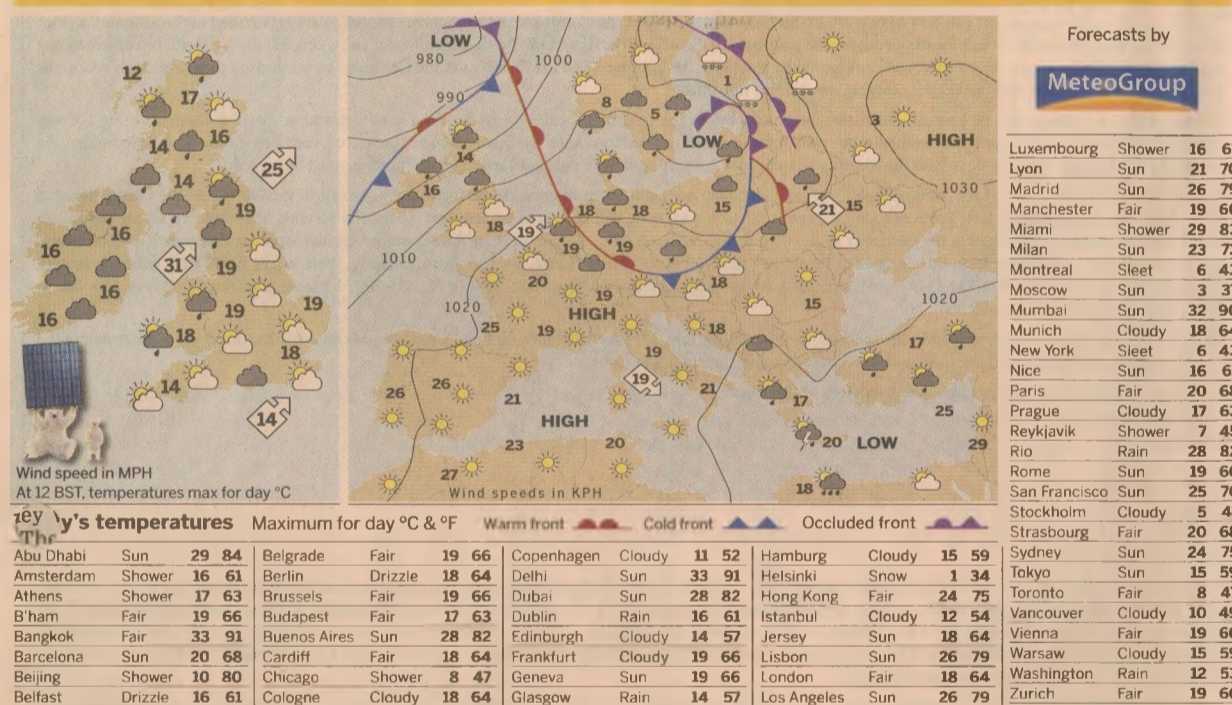 12
17
14 16
25
14
19
16
16
31 19
16
19 19
16
18
18
14
14
Wind speed in MPH
At 12 BST, temperatures max for day °C
LOW
980
1000
990
8
1
5
3
14
LOW
HIGH
16
1030
18 18 18 15 21 15
19
19 19
1010
20
18
1020
19
15
1020
HIGH
25 19 18
17
19
26 26
19
21
21
17
25
HIGH
23 20
20
LOW
29
27
18
Wind speeds in KPH
Forecasts by
MeteoGroup
Luxembourg Shower 16
Lyon Sun 21
Madrid Sun 26
Manchester Fair 19
Miami Shower 29
Milan Sun 23
Montreal Sleet 6
Moscow Sun 3
Mumbai Sun 32
Munich Cloudy 18
New York Sleet 6
Nice Sun 16
Paris Fair 20
Prague Cloudy 17
Reykjavik Shower 7
Rio Rain 28
Rome Sun 19
San Francisco Sun 25
Stockholm Cloudy 5
Strasbourg Fair 20
Sydney Sun 24
Tokyo Sun 15
Toronto Fair 8
Vancouver Cloudy 10
Vienna Fair 19
Warsaw Cloudy 15
Washington Rain 12
Zurich Fair 19
y's temperatures Maximum for day °C & °F Warm front Cold front Occluded front
Abu Dhabi Sun 29 84
Amsterdam Shower 16 61
Athens Shower 17 63
B'ham Fair 19 66
Bangkok Fair 33 91
Barcelona Sun 20 68
Beijing Shower 10 80
Belfast Drizzle 16 61
Belgrade Fair 19 66
Berlin Drizzle 18 64
Brussels Fair 19 66
Budapest Fair 17 63
Buenos Aires Sun 28 82
Cardiff Fair 18 64
Chicago Shower 8 47
Cologne Cloudy 18 64
Copenhagen Cloudy 11 52
Delhi Sun 33 91
Dubai Sun 28 82
Dublin Rain 16 61
Edinburgh Cloudy 14 57
Frankfurt Cloudy 19 66
Geneva Sun 19 66
Glasgow Rain 14 57
Hamburg Cloudy 15 59
Helsinki Snow 1 34
Hong Kong Fair 24 75
Istanbul Cloudy 12 54
Jersey Sun 18 64
Lisbon Sun 26 79
London Fair 18 64
Los Angeles Sun 26 79